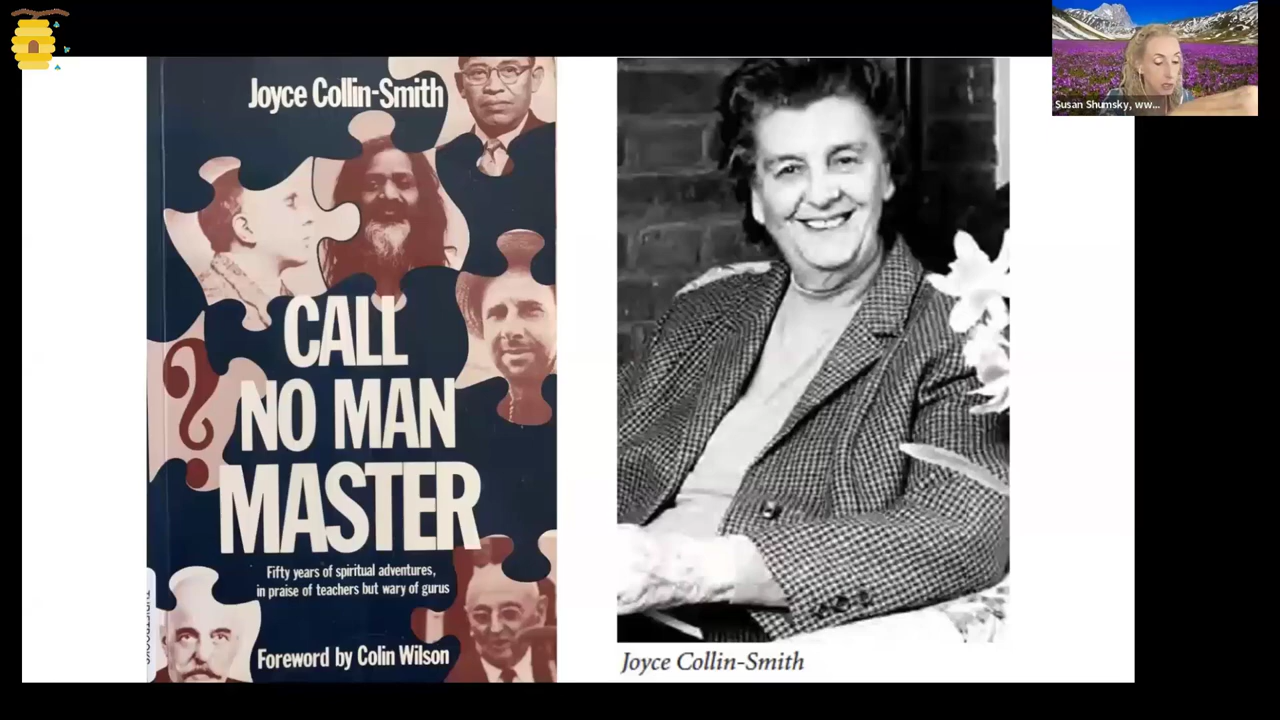 Joyce Collin-Smith
CALL
NO MAN
MASTER
?
Fifty years of spiritual adventures,
in praise of teachers but wary of gurus
Foreword by Colin Wilson
Joyce Collin-Smith
Susan Shumsky, ww...